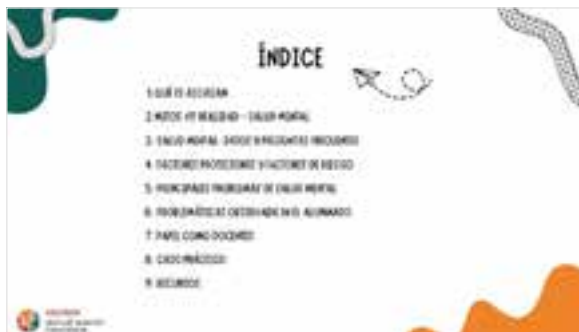 ÍNDICE
1. QUÉ ES
2. MITOS VS REALIDAD - SALUD MENTAL
3. SALUD MENTAL: DATOS Y PREGUNTAS FRECUENTES
4. FACTORES PROTECTORES Y FACTORES DE RIESGO
5. PRINCIPALES PROBLEMAS DE SALUD MENTAL
6. PROBLEMÁTICAS EN EL ALUMNADO
7. PAPEL COMO DOCENTES
8. CASO PRÁCTICO
9. RECURSOS